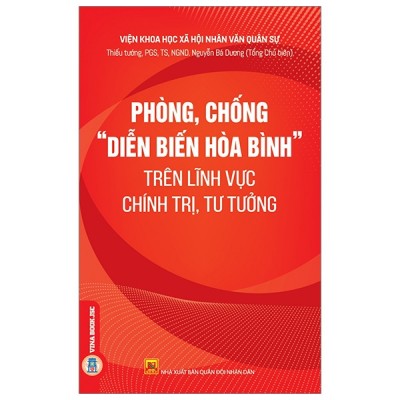 VIỆN KHOA HỌC XÃ HỘI NHÂN VĂN QUÂN SỰ
Thiếu tướng, PGS, TS, NGND, Nguyễn Bá Dương (Tổng Chủ biên)
PHÒNG, CHỐNG
“DIỄN BIẾN HÒA BÌNH”
TRÊN LĨNH VỰC
CHÍNH TRỊ, TƯ TƯỞNG
VINA BOOK.JSC
NHÀ XUẤT BẢN QUÂN ĐỘI NHÂN DÂN